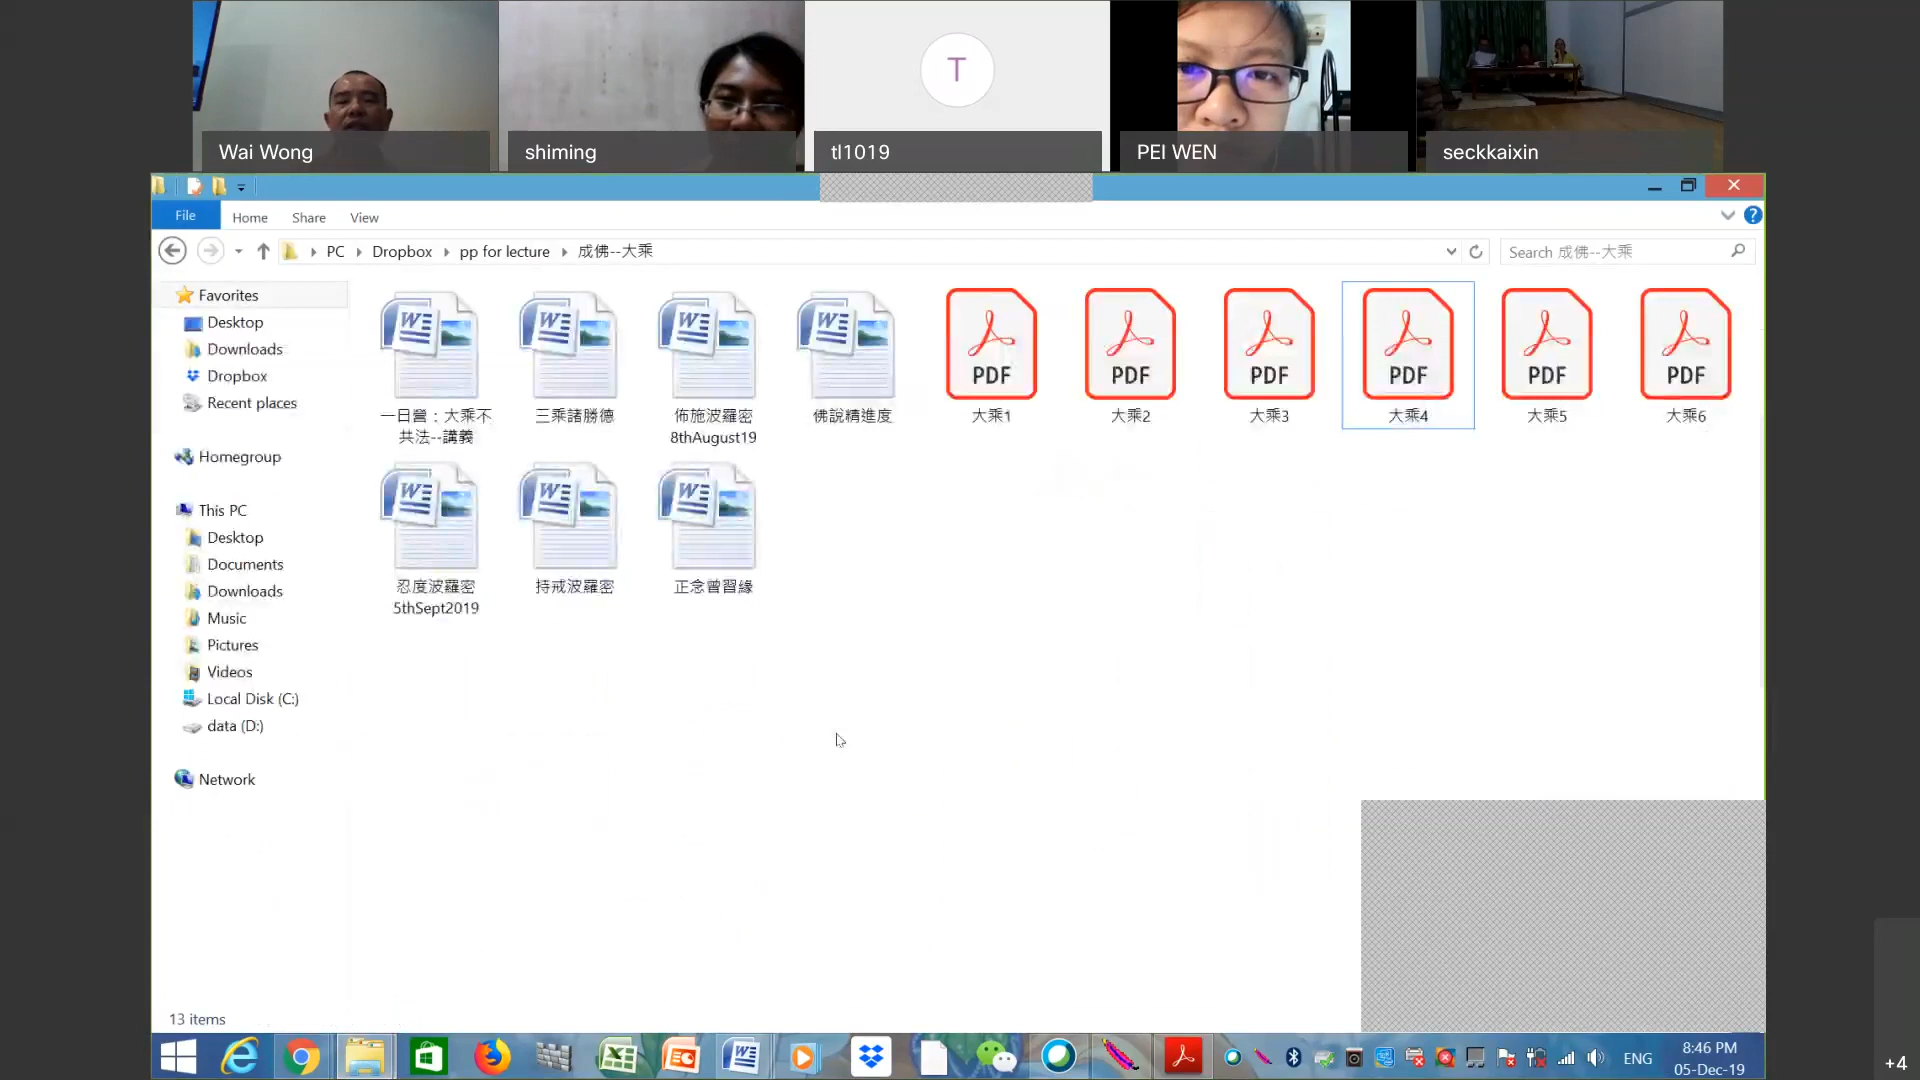 T
Wai Wong
shiming
tl1019
PEI WEN
seckkaixin
File
Home
Share
View
PC
Dropbox
pp for lecture
成佛--大乘
Search 成佛--大乘
Favorites
Desktop
Downloads
Dropbox
Recent places
Homegroup
This PC
Desktop
Documents
Downloads
Music
Pictures
Videos
Local Disk (C:)
data (D:)
Network
一日營：大乘不
共法--講義
三乘諸勝德
佈施波羅密
8thAugust19
佛說精進度
PDF
大乘1
PDF
大乘2
PDF
大乘3
PDF
大乘4
PDF
大乘5
PDF
大乘6
忍度波羅密
5thSept2019
持戒波羅密
正念曾習緣
13 items
ENG
8:46 PM
05-Dec-19
+4